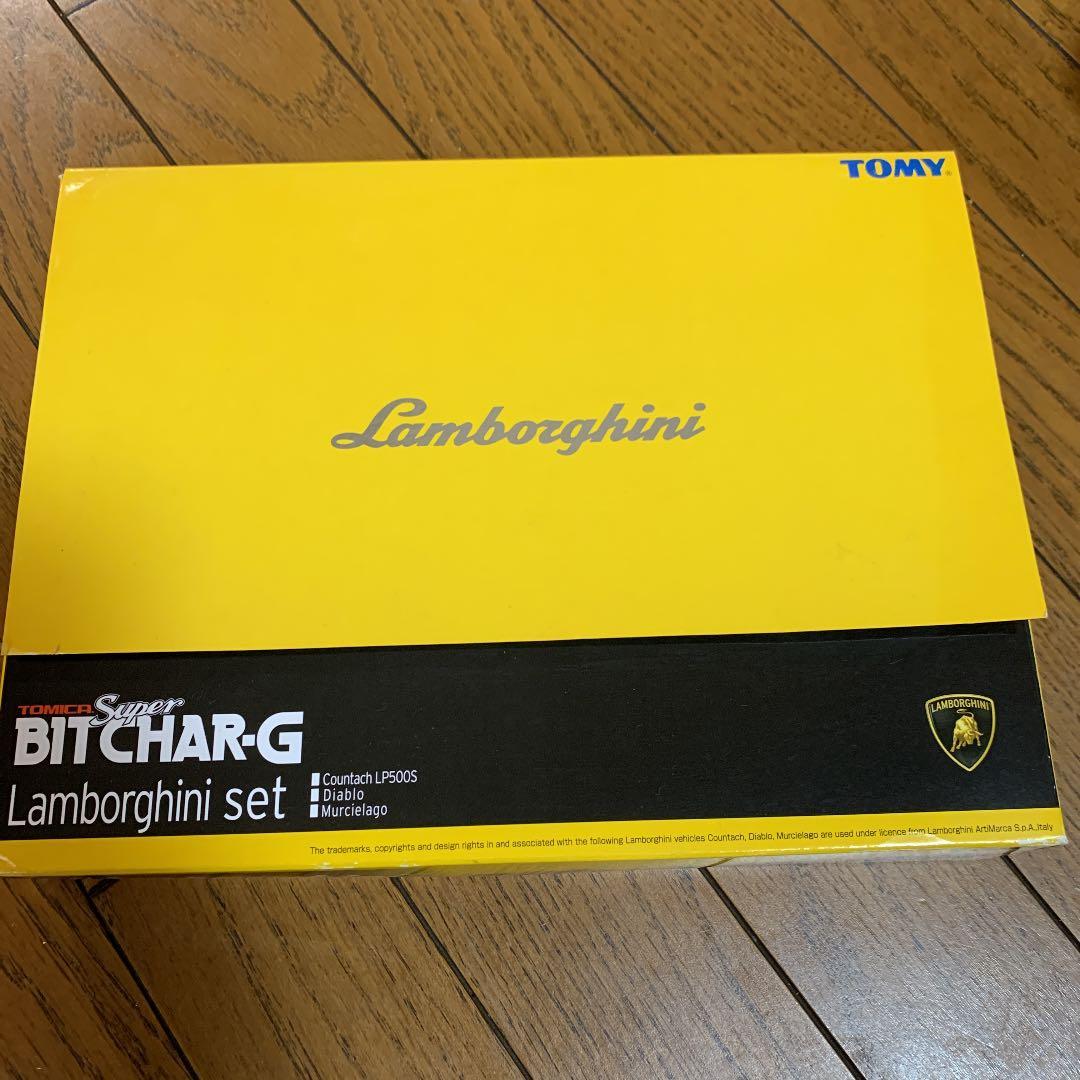 TOMY
Lamborghini
TOMICA Super
BITCHAR-G
Lamborghini set
■ Countach LP500S
■ Diablo
■ Murcielago
LAMBORGHINI
The trademarks, copyrights and design rights in and associated with the following Lamborghini vehicles Countach, Diablo, Murcielago are used under licence from Lamborghini ArtiMarca S.p.A.,Italy